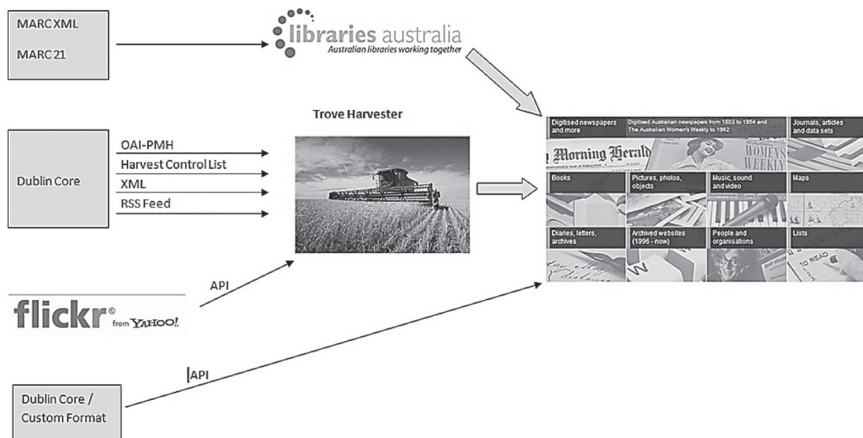 MARC XML
MARC 21
libraries australia
Australian libraries working together
Trove Harvester
Dublin Core
OAI-PMH
Harvest Control List
XML
RSS Feed
API
flickr® from YAHOO!
API
Dublin Core /
Custom Format
Digitised newspapers
and more
Digitised Australian newspapers from 1803 to 1954 and
The Australian Women's Weekly to 1982
Journals, articles
and data sets
Morning Herald
WOMEN'S
WEEKLY
Books
Pictures, photos,
objects
Music, sound
and video
Maps
Diaries, letters,
archives
Archived websites
(1996 - now)
People and
organisations
Lists
W
TO READ